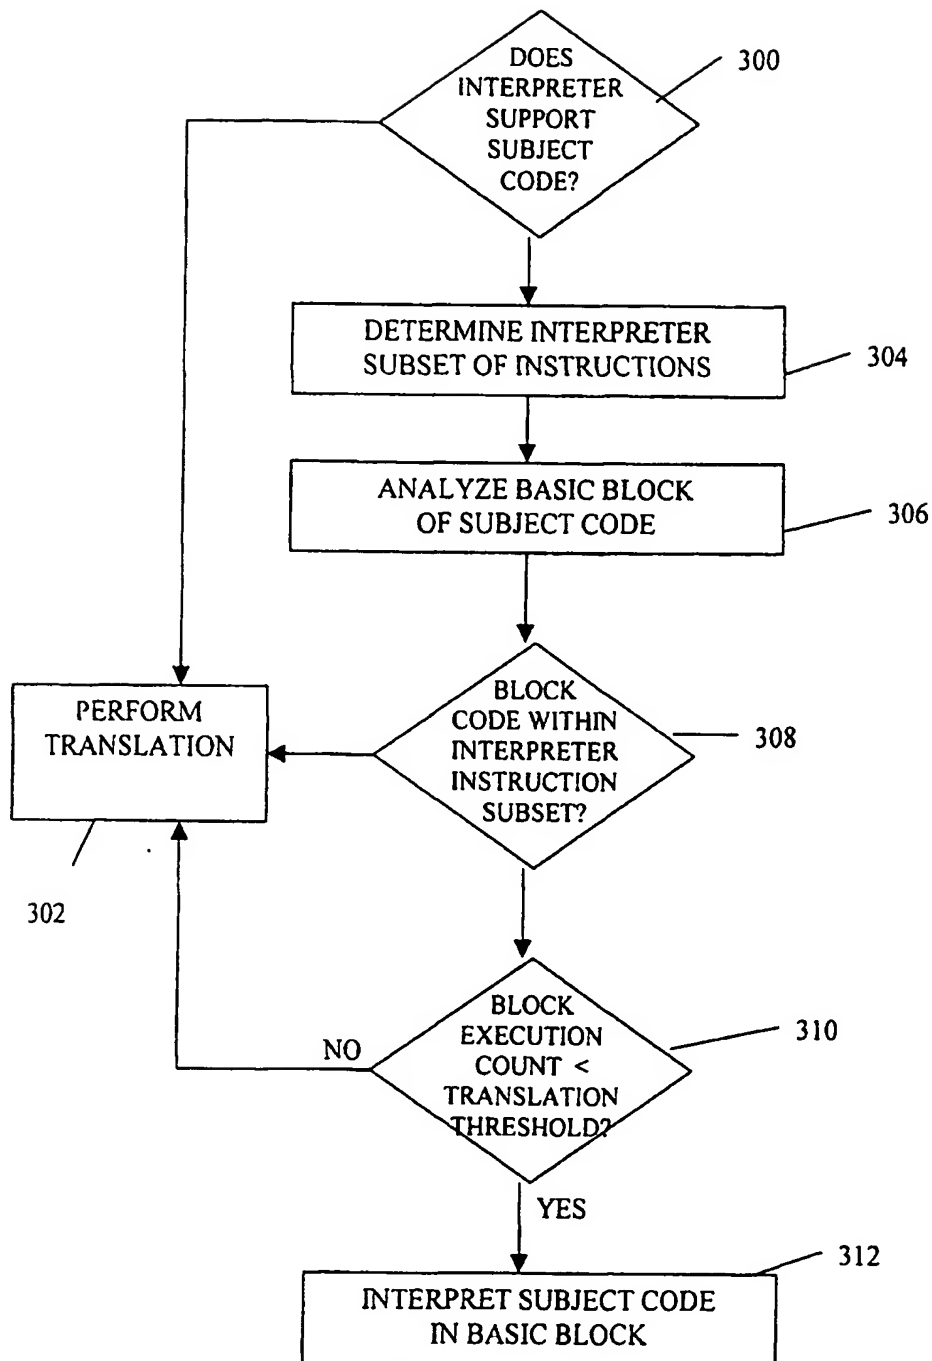 DOES
INTERPRETER
SUPPORT
SUBJECT
CODE?
300
DETERMINE INTERPRETER
SUBSET OF INSTRUCTIONS
304
ANALYZE BASIC BLOCK
OF SUBJECT CODE
306
PERFORM
TRANSLATION
302
BLOCK
CODE WITHIN
INTERPRETER
INSTRUCTION
SUBSET?
308
BLOCK
EXECUTION
COUNT <
TRANSLATION
THRESHOLD?
310
NO
YES
312
INTERPRET SUBJECT CODE
IN BASIC BLOCK